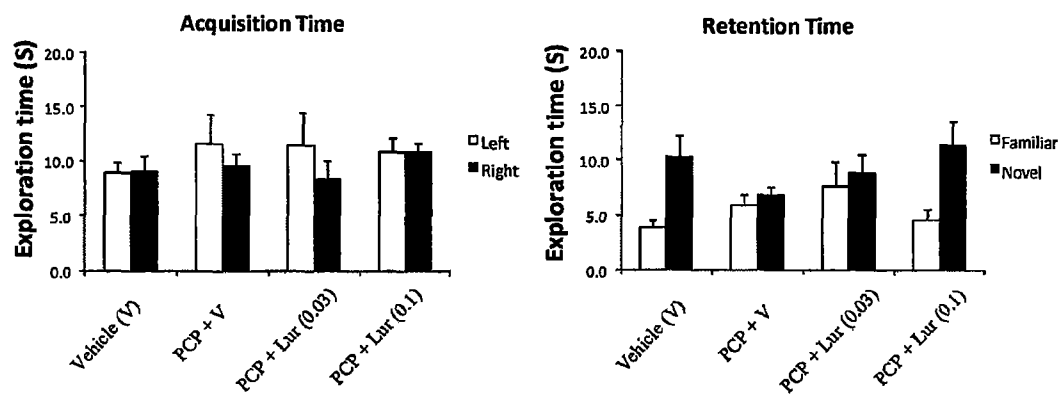 Acquisition Time
Exploration time (S)
20.0
15.0
10.0
5.0
0.0
Vehicle (V)
PCP + V
PCP + Lur (0.03)
PCP + Lur (0.1)
Left
Right
Retention Time
Exploration time (S)
20.0
15.0
10.0
5.0
0.0
Vehicle (V)
PCP + V
PCP + Lur (0.03)
PCP + Lur (0.1)
Familiar
Novel